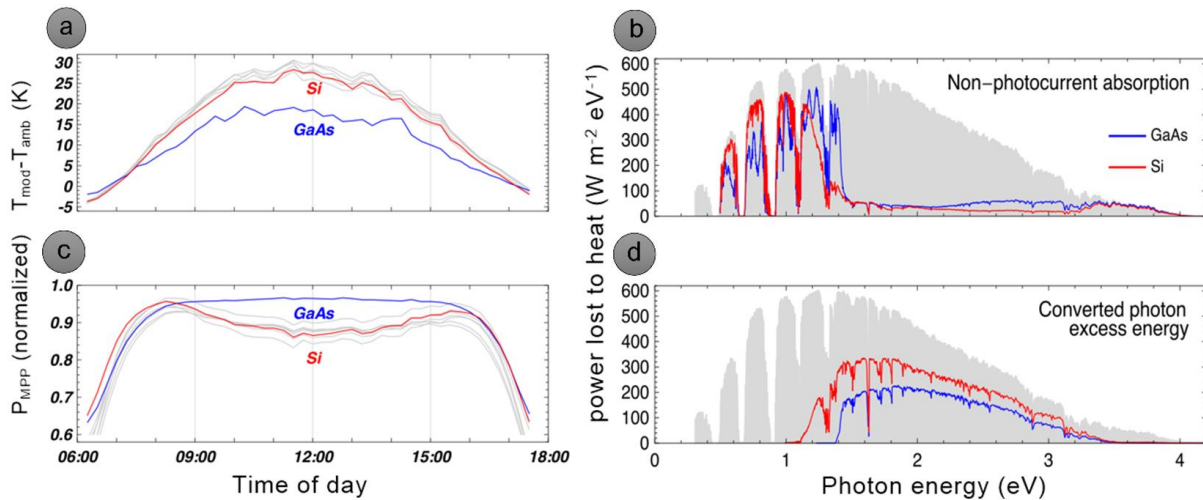 a
T_mod-T_amb (K)
30
25
20
15
10
5
0
-5
Si
GaAs
b
power lost to heat (W m⁻² eV⁻¹)
600
500
400
300
200
100
0
Non-photocurrent absorption
GaAs
Si
c
P_MPP (normalized)
1.0
0.9
0.8
0.7
0.6
GaAs
Si
06:00 09:00 12:00 15:00 18:00
Time of day
d
600
500
400
300
200
100
0
Converted photon
excess energy
0 1 2 3 4
Photon energy (eV)